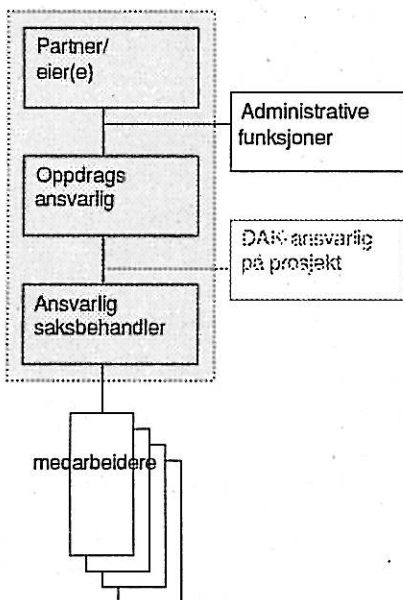 Partner/
eier(e)
Administrative
funksjoner
Oppdrags
ansvarlig
DAK-ansvarlig
på prosjekt
Ansvarlig
saksbehandler
medarbeidere